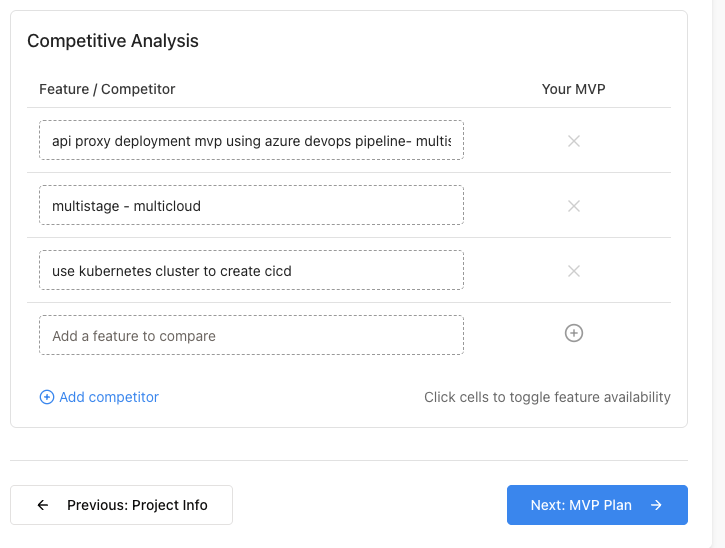 Competitive Analysis
Feature / Competitor Your MVP
api proxy deployment mvp using azure devops pipeline- multis
multistage - multicloud
use kubernetes cluster to create cicd
Add a feature to compare
Add competitor Click cells to toggle feature availability
Previous: Project Info Next: MVP Plan